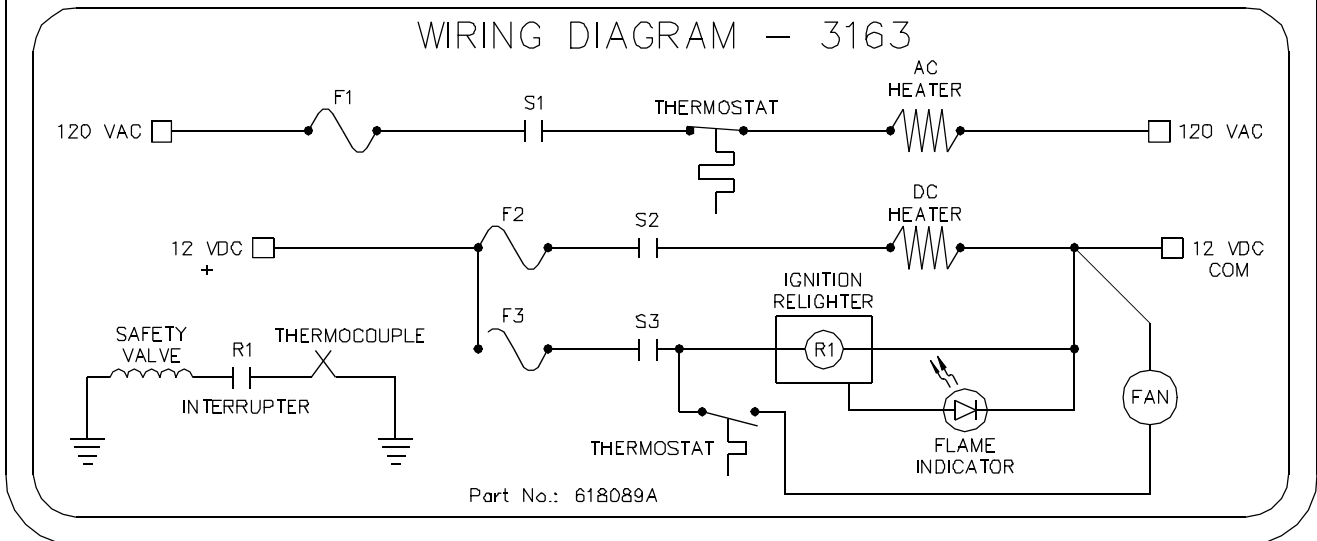 WIRING DIAGRAM – 3163
AC
HEATER
F1
S1
THERMOSTAT
120 VAC
120 VAC
DC
HEATER
F2
S2
12 VDC
+
12 VDC
COM
IGNITION
RELIGHTER
F3
S3
R1
SAFETY
VALVE
R1
THERMOCOUPLE
INTERRUPTER
FAN
THERMOSTAT
FLAME
INDICATOR
Part No.: 618089A